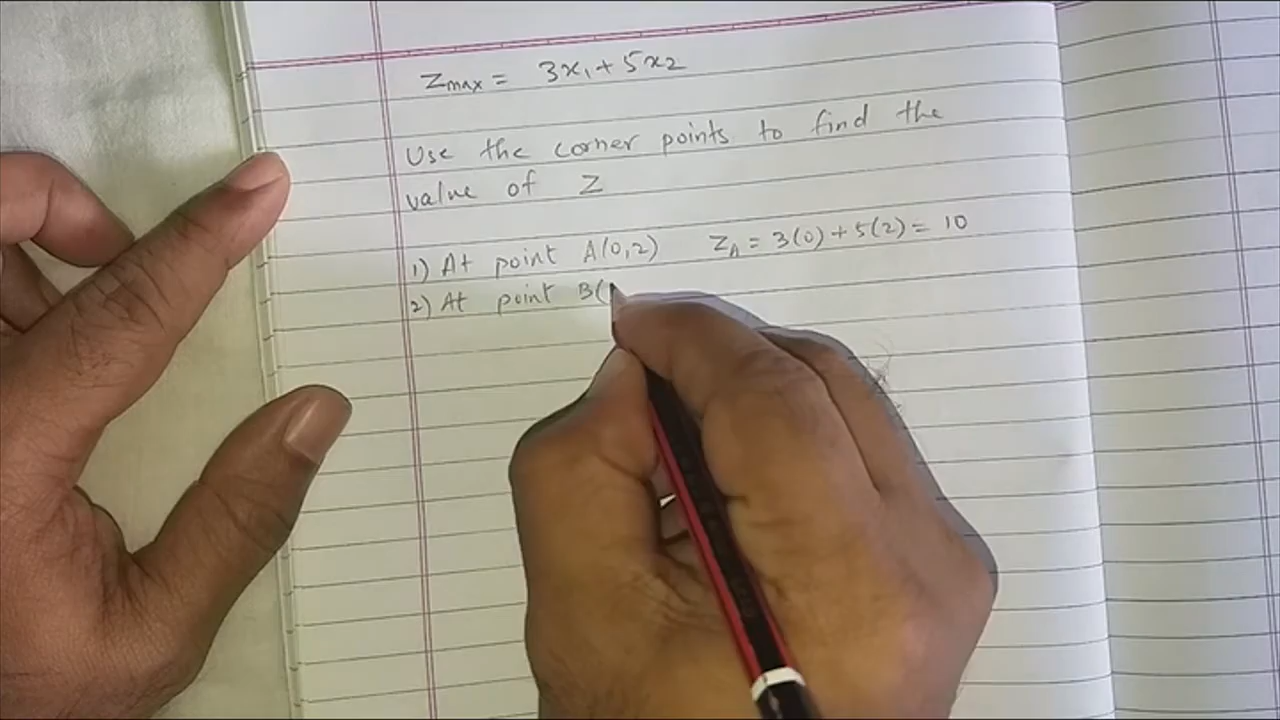 Zmax = 3x₁ + 5x₂
Use the corner points to find the
value of Z
1) At point A(0,2) Z_A = 3(0) + 5(2) = 10
2) At point B(